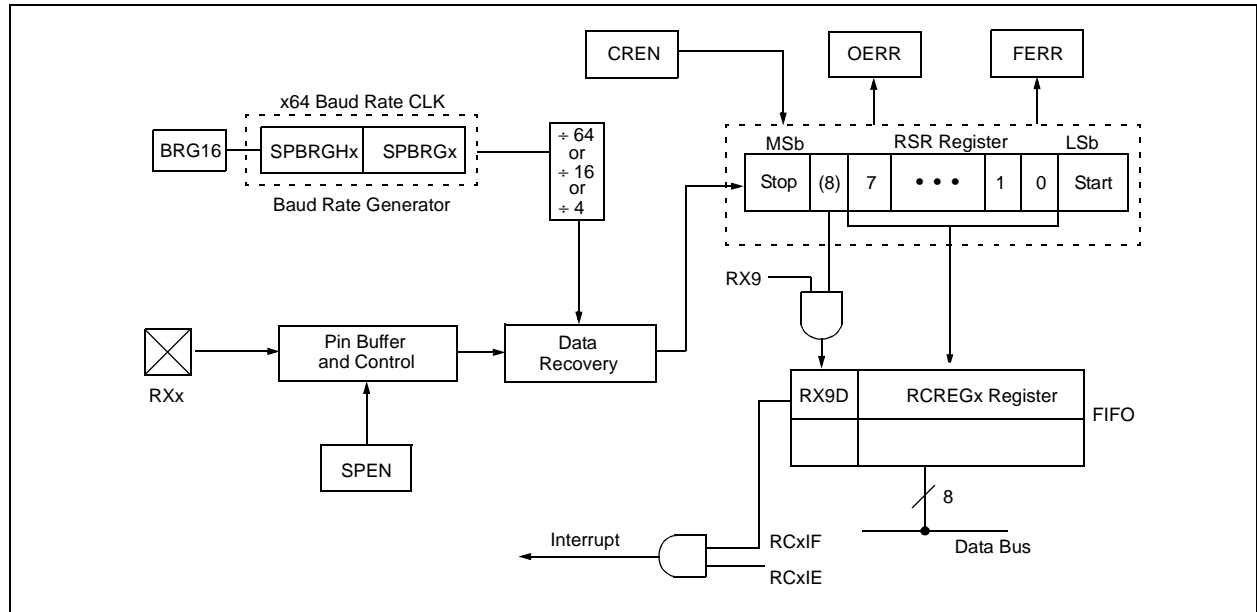 CREN
OERR
FERR
x64 Baud Rate CLK
BRG16
SPBRGHx
SPBRGx
Baud Rate Generator
÷ 64
or
÷ 16
or
÷ 4
MSb
RSR Register
LSb
Stop
(8)
7
• • •
1
0
Start
RX9
RXx
Pin Buffer
and Control
Data
Recovery
SPEN
RX9D
RCREGx Register
FIFO
8
Data Bus
Interrupt
RCxIF
RCxIE